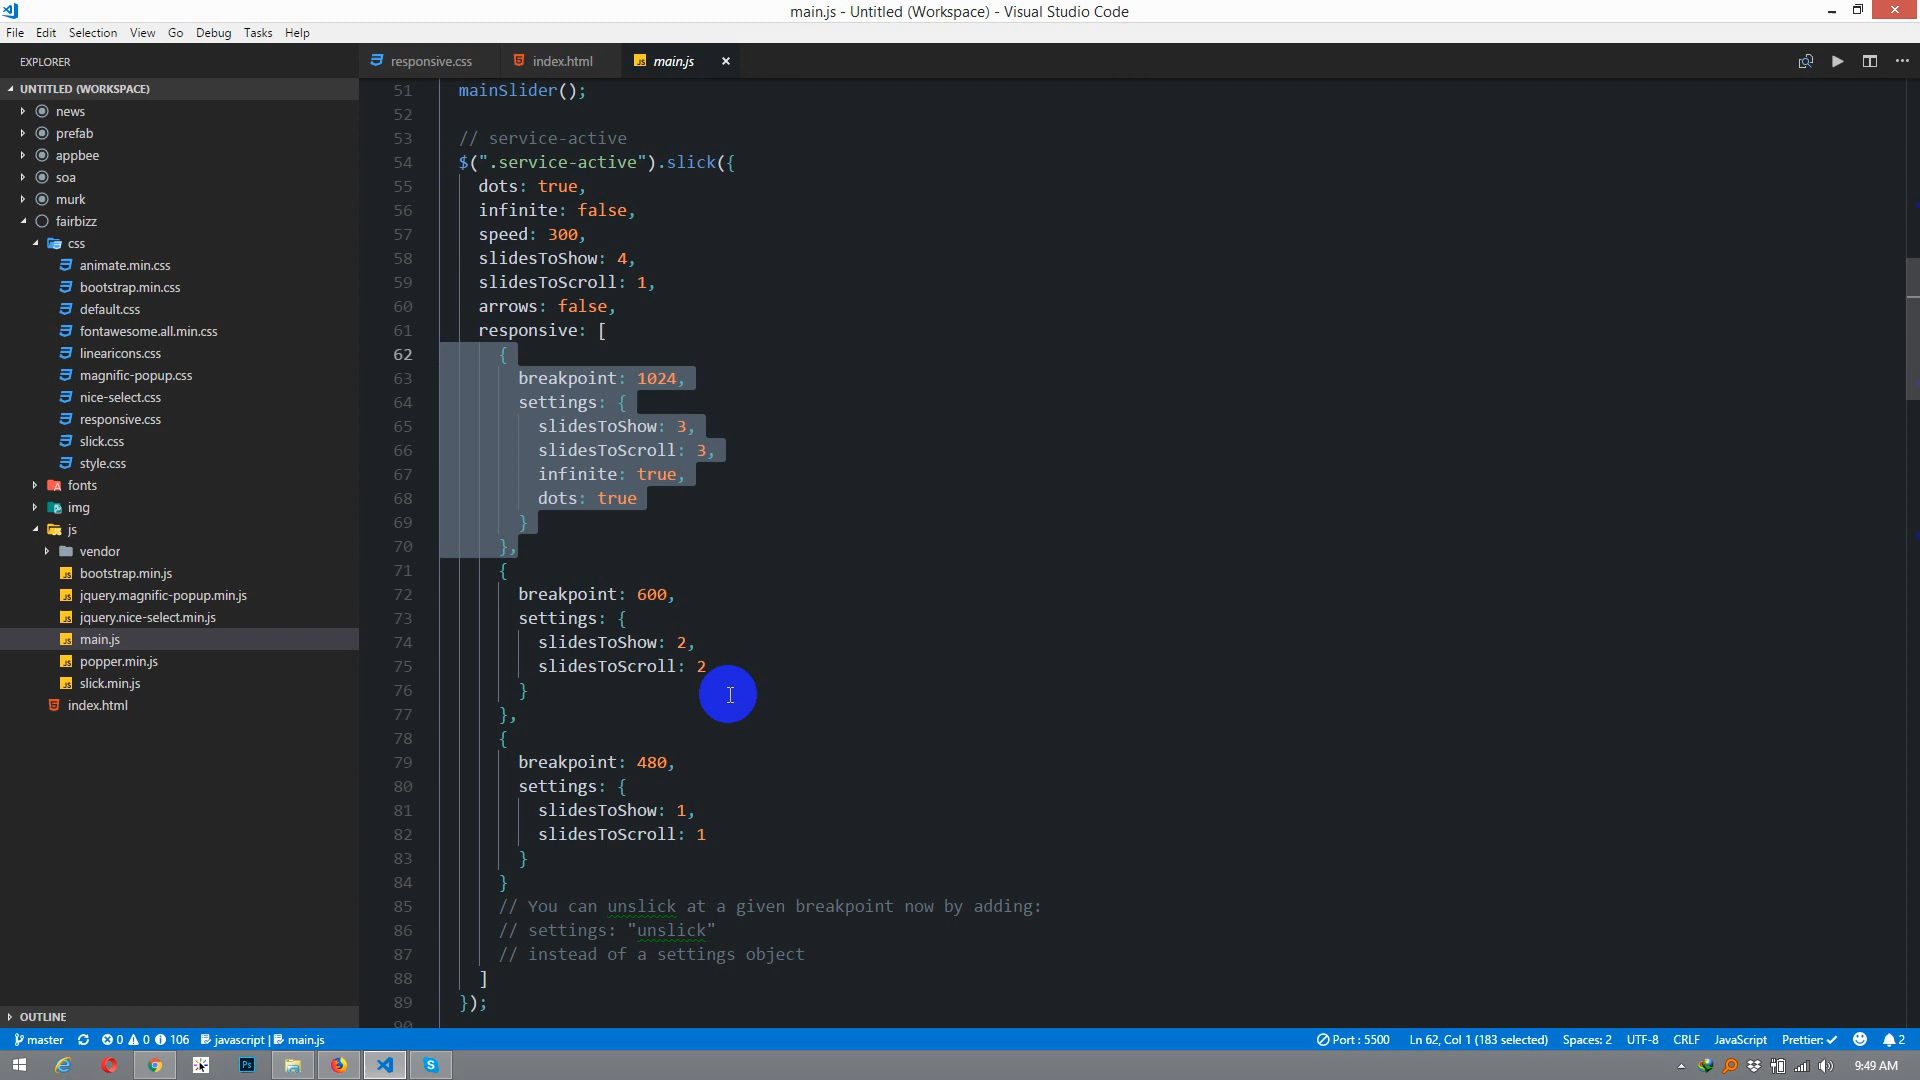 main.js - Untitled (Workspace) - Visual Studio Code
File Edit Selection View Go Debug Tasks Help
EXPLORER
UNTITLED (WORKSPACE)
news
prefab
appbee
soa
murk
fairbizz
css
animate.min.css
bootstrap.min.css
default.css
fontawesome.all.min.css
linearicons.css
magnific-popup.css
nice-select.css
responsive.css
slick.css
style.css
fonts
img
js
vendor
bootstrap.min.js
jquery.magnific-popup.min.js
jquery.nice-select.min.js
main.js
popper.min.js
slick.min.js
index.html
OUTLINE
responsive.css index.html main.js
51 mainSlider();
52
53 // service-active
54 $(".service-active").slick({
55 dots: true,
56 infinite: false,
57 speed: 300,
58 slidesToShow: 4,
59 slidesToScroll: 1,
60 arrows: false,
61 responsive: [
62 {
63 breakpoint: 1024,
64 settings: {
65 slidesToShow: 3,
66 slidesToScroll: 3,
67 infinite: true,
68 dots: true
69 }
70 },
71 {
72 breakpoint: 600,
73 settings: {
74 slidesToShow: 2,
75 slidesToScroll: 2
76 }
77 },
78 {
79 breakpoint: 480,
80 settings: {
81 slidesToShow: 1,
82 slidesToScroll: 1
83 }
84 }
85 // You can unslick at a given breakpoint now by adding:
86 // settings: "unslick"
87 // instead of a settings object
88 ]
89 });
90
master 0 0 106 javascript | main.js Port : 5500 Ln 62, Col 1 (183 selected) Spaces: 2 UTF-8 CRLF JavaScript Prettier: ✓ 2
9:49 AM